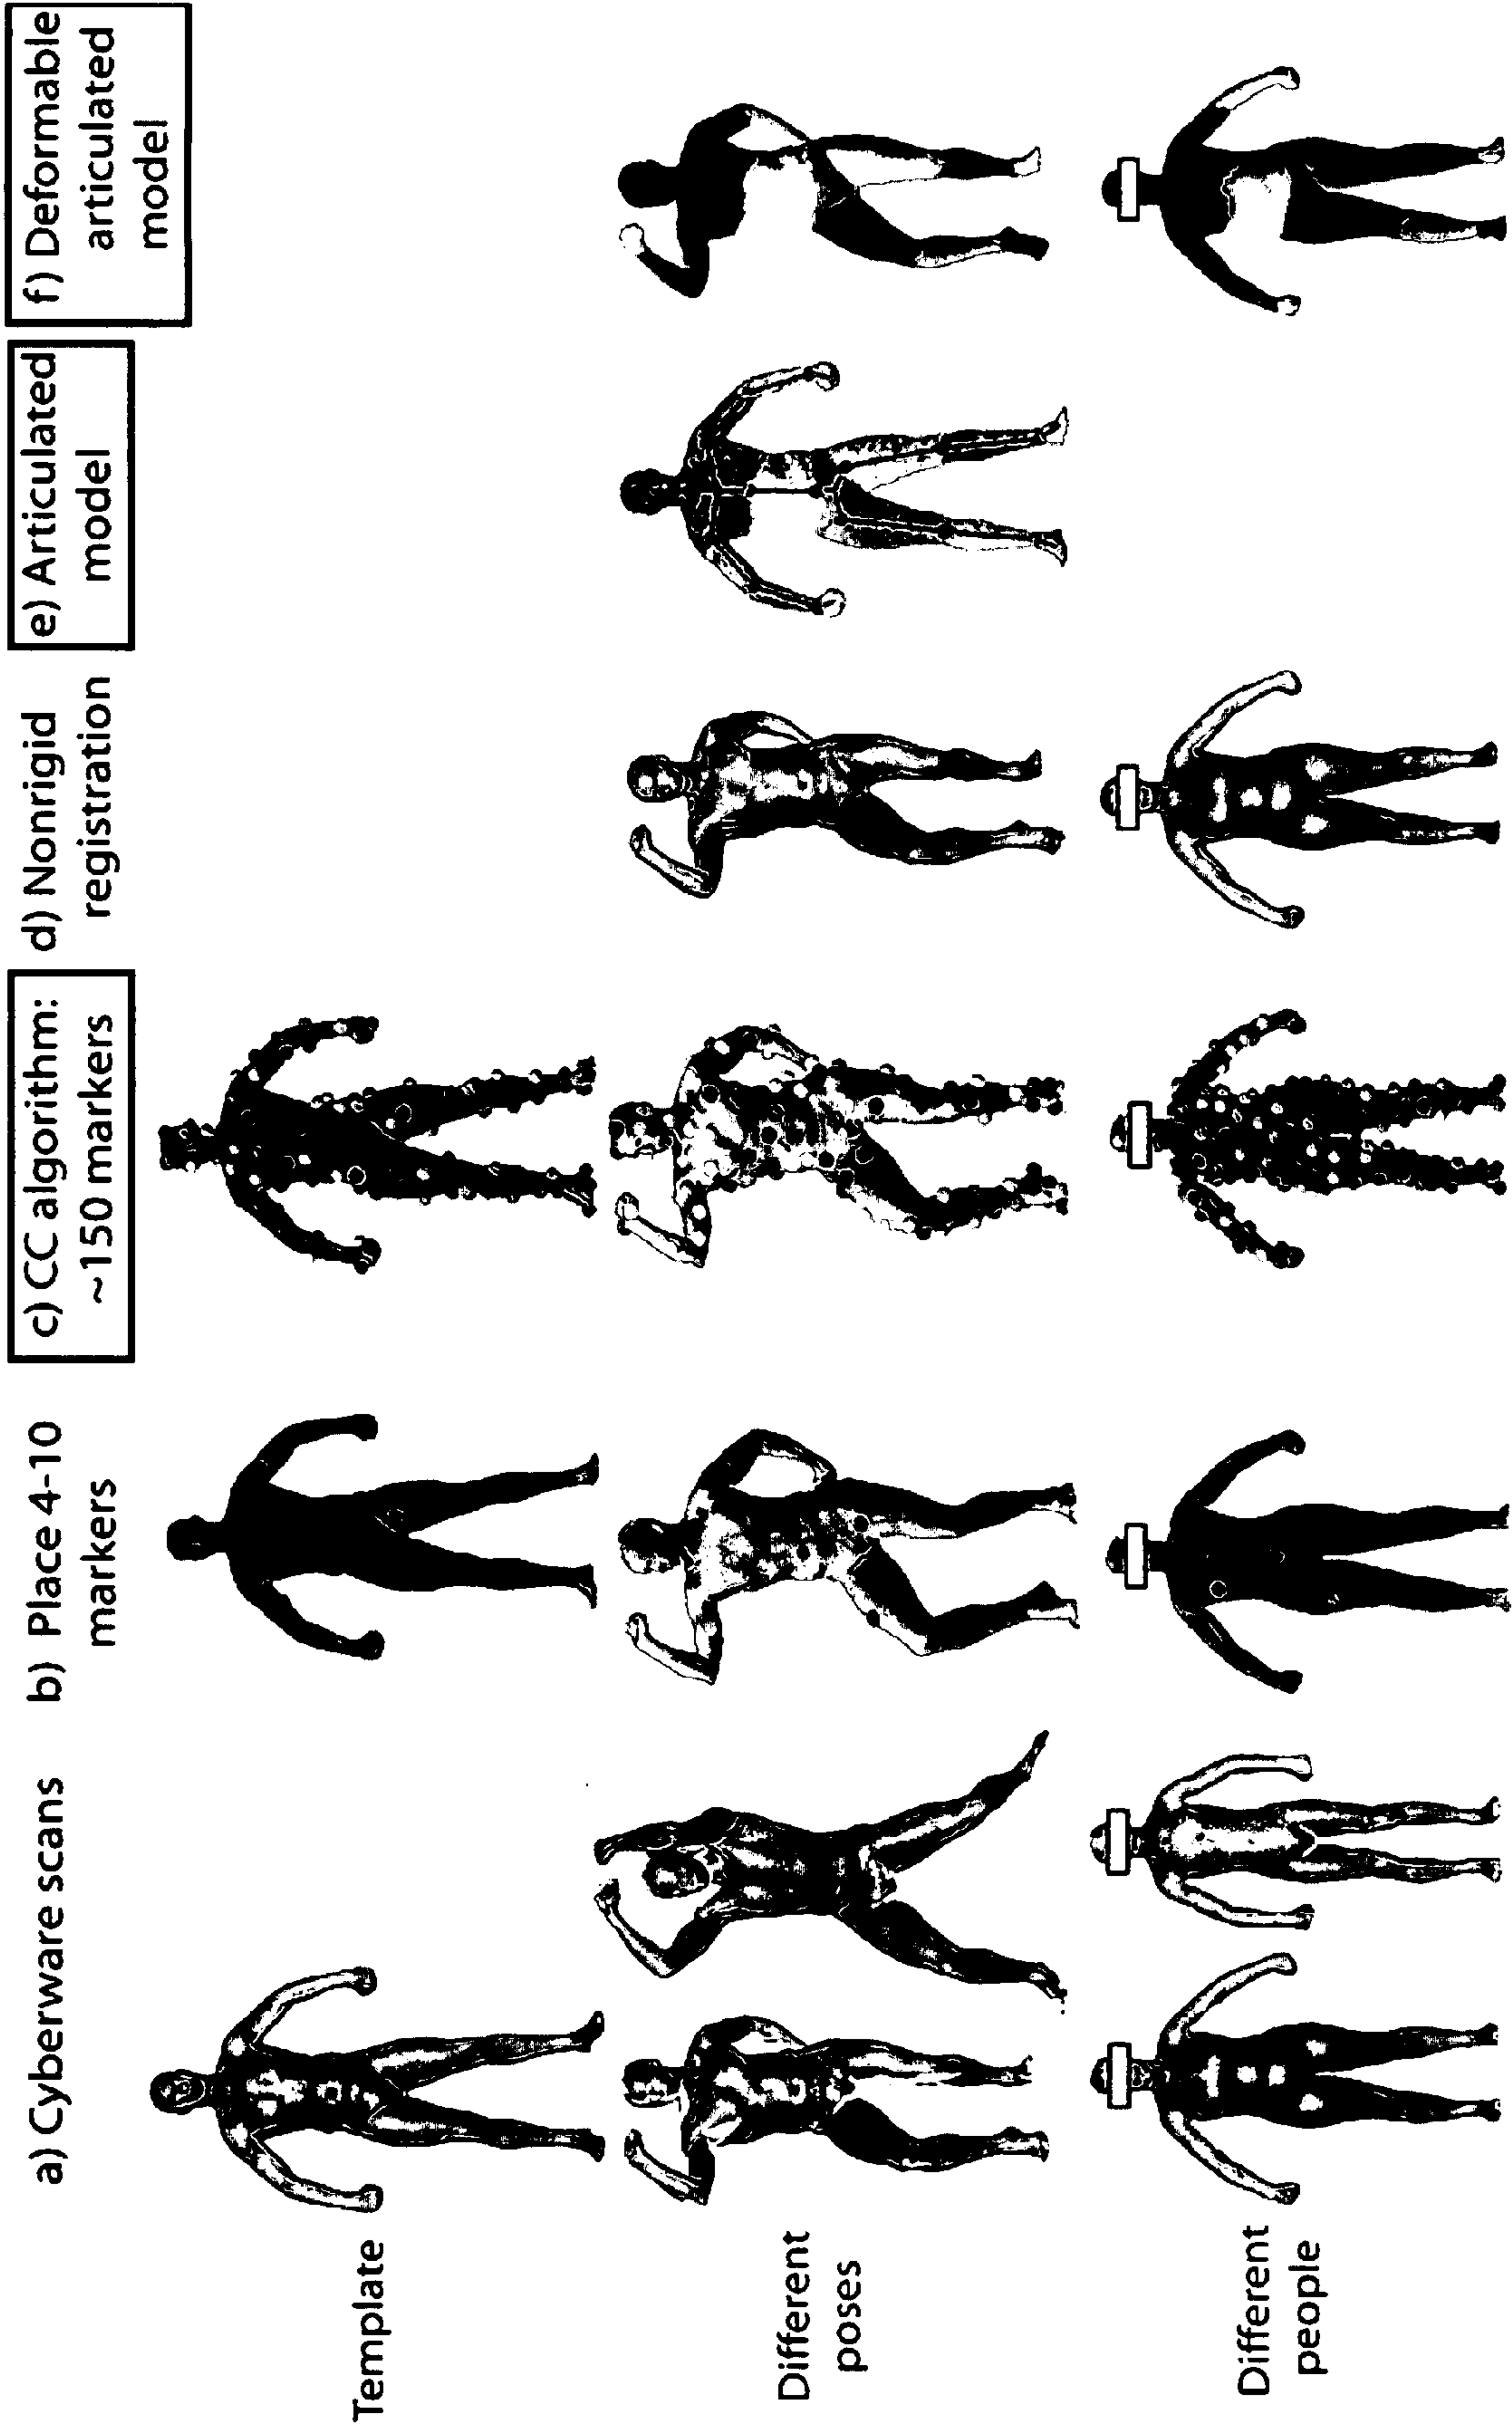 a) Cyberware scans
b) Place 4-10
markers
c) CC algorithm:
~150 markers
d) Nonrigid
registration
e) Articulated
model
f) Deformable
articulated
model
Template
Different
poses
Different
people